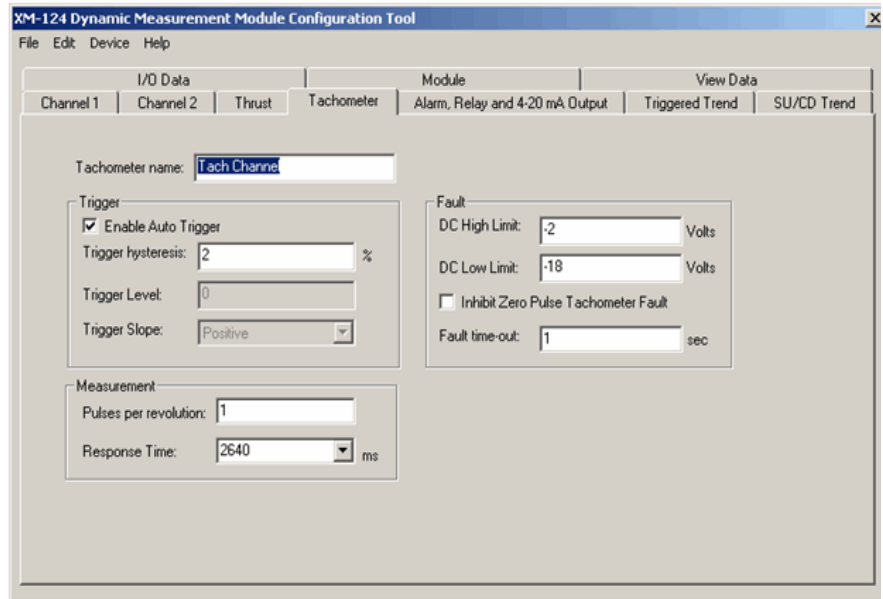 XM-124 Dynamic Measurement Module Configuration Tool
File Edit Device Help
I/O Data Module View Data
Channel 1 Channel 2 Thrust Tachometer Alarm, Relay and 4-20 mA Output Triggered Trend SU/CD Trend
Tachometer name: Tach Channel
Trigger
Enable Auto Trigger
Trigger hysteresis: 2 %
Trigger Level: 0
Trigger Slope: Positive
Fault
DC High Limit: -2 Volts
DC Low Limit: -18 Volts
Inhibit Zero Pulse Tachometer Fault
Fault time-out: 1 sec
Measurement
Pulses per revolution: 1
Response Time: 2640 ms